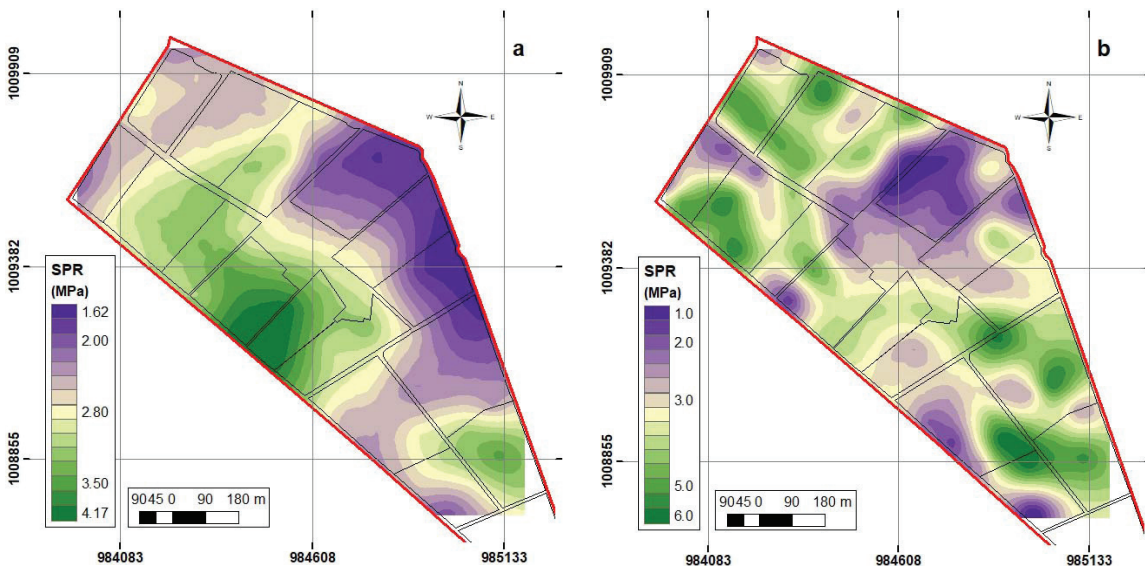 a
1009909
1009382
1008855
N
W E
S
SPR
(MPa)
1.62
2.00
2.80
3.50
4.17
9045 0 90 180 m
984083 984608 985133
b
1009909
1009382
1008855
N
W E
S
SPR
(MPa)
1.0
2.0
3.0
5.0
6.0
9045 0 90 180 m
984083 984608 985133